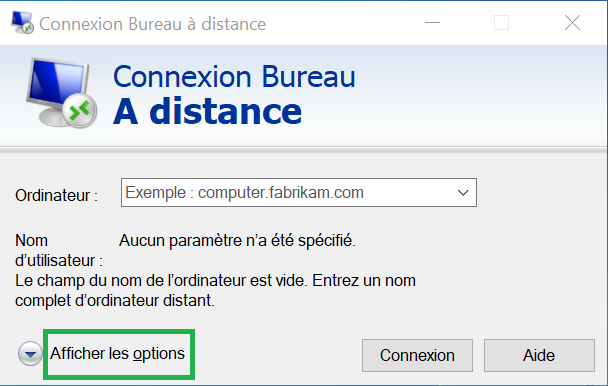 Connexion Bureau à distance
Connexion Bureau
A distance
Ordinateur :
Exemple : computer.fabrikam.com
Nom
d’utilisateur :
Aucun paramètre n’a été spécifié.
Le champ du nom de l’ordinateur est vide. Entrez un nom
complet d’ordinateur distant.
Afficher les options
Connexion
Aide